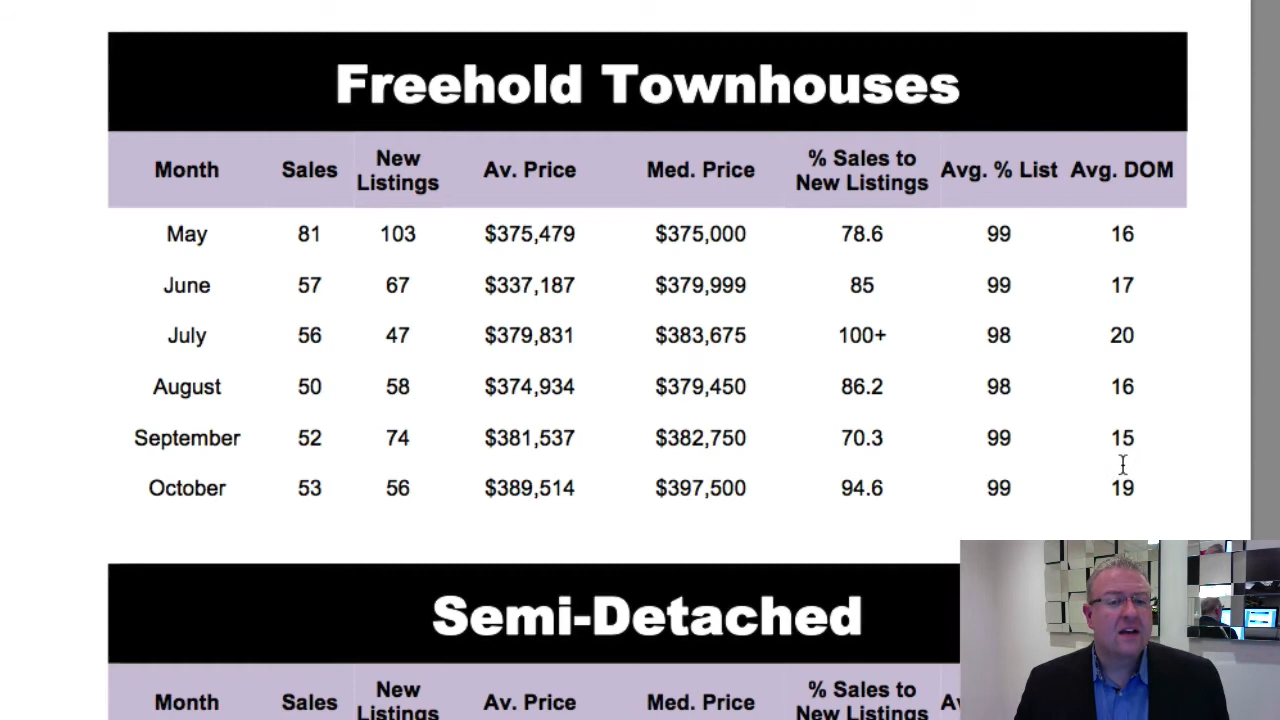 Freehold Townhouses
Month Sales New Listings Av. Price Med. Price % Sales to New Listings Avg. % List Avg. DOM
May 81 103 $375,479 $375,000 78.6 99 16
June 57 67 $337,187 $379,999 85 99 17
July 56 47 $379,831 $383,675 100+ 98 20
August 50 58 $374,934 $379,450 86.2 98 16
September 52 74 $381,537 $382,750 70.3 99 15
October 53 56 $389,514 $397,500 94.6 99 19
Semi-Detached
Month Sales New Listings Av. Price Med. Price % Sales to New Listings